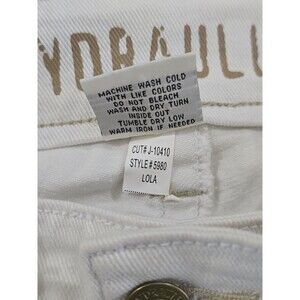 YDRAUL
MACHINE WASH COLD
WITH LIKE COLORS
DO NOT BLEACH
WASH AND DRY TURN
INSIDE OUT
TUMBLE DRY LOW
WARM IRON IF NEEDED
CUT# J-10410
STYLE # 5980
LOLA